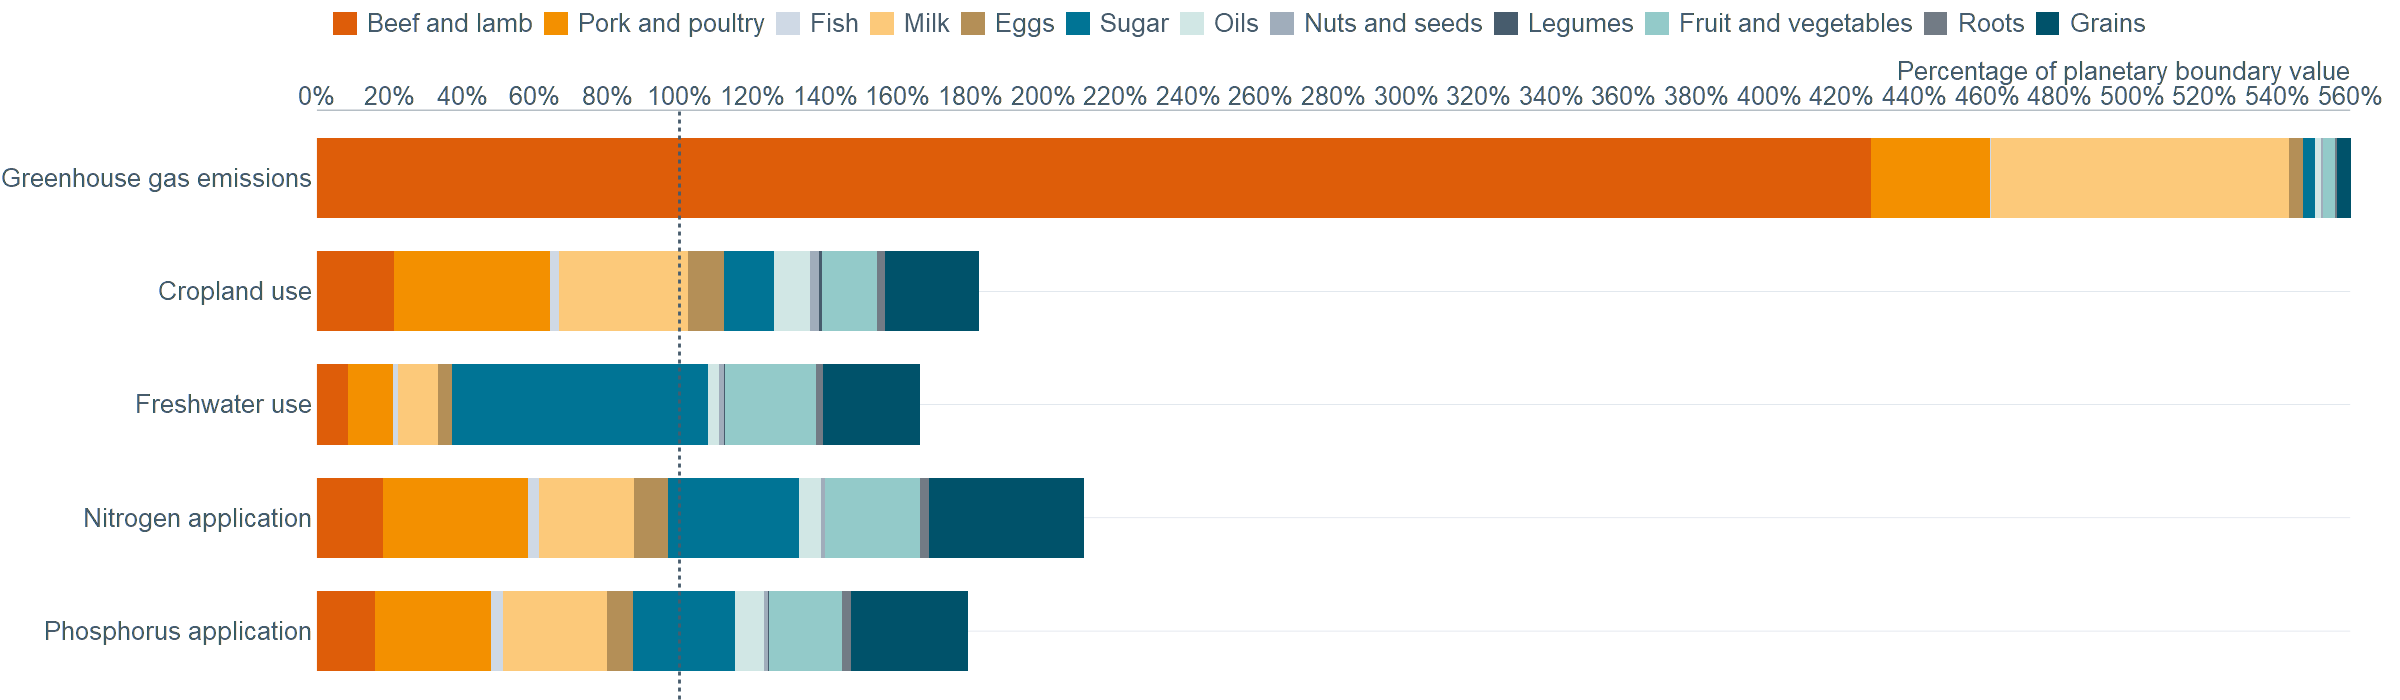 Beef and lamb Pork and poultry Fish Milk Eggs Sugar Oils Nuts and seeds Legumes Fruit and vegetables Roots Grains
Percentage of planetary boundary value
0% 20% 40% 60% 80% 100% 120% 140% 160% 180% 200% 220% 240% 260% 280% 300% 320% 340% 360% 380% 400% 420% 440% 460% 480% 500% 520% 540% 560%
Greenhouse gas emissions
Cropland use
Freshwater use
Nitrogen application
Phosphorus application